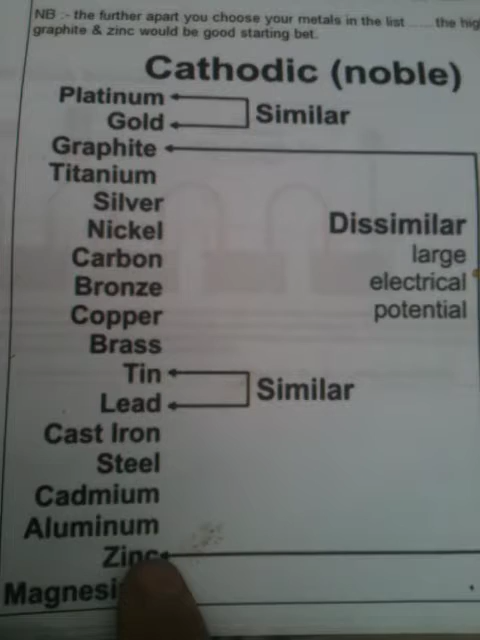 NB :- the further apart you choose your metals in the list ...... the
graphite & zinc would be good starting bet.
Cathodic (noble)
Platinum
Gold
Similar
Graphite
Titanium
Silver
Nickel
Dissimilar
Carbon
large
Bronze
electrical
Copper
potential
Brass
Tin
Lead
Similar
Cast Iron
Steel
Cadmium
Aluminum
Zinc
Magnesi